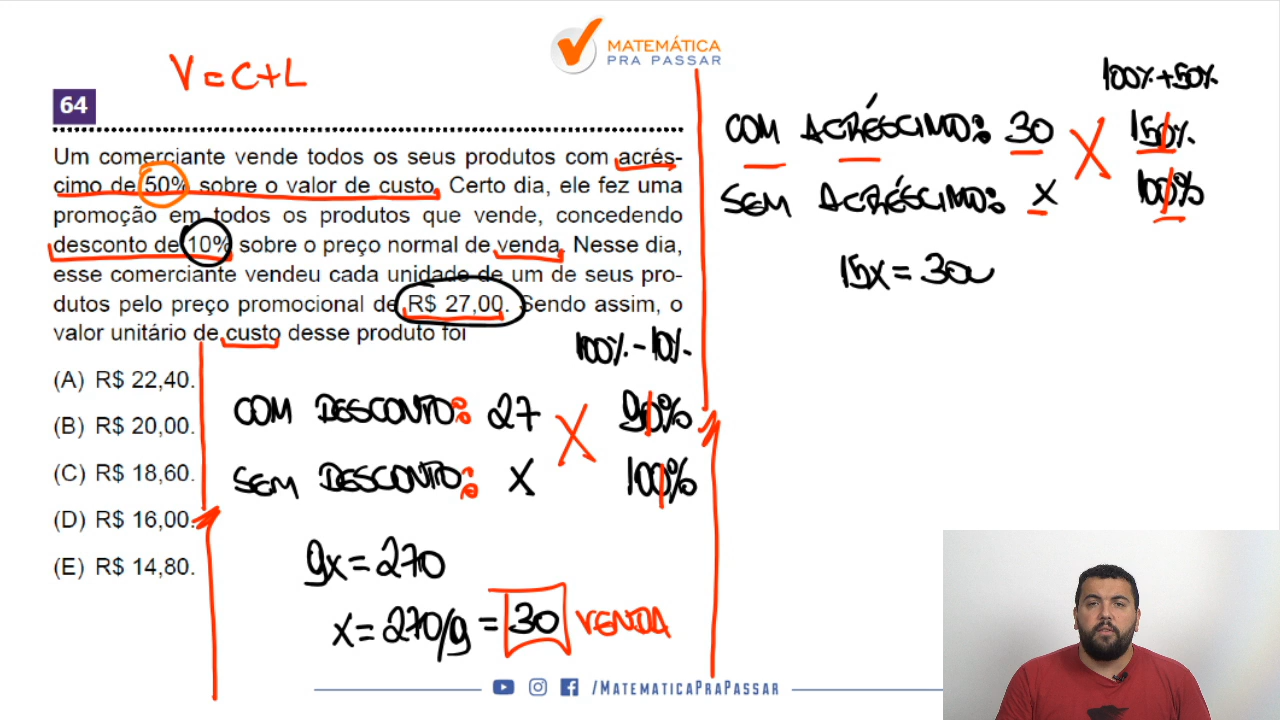 MATEMÁTICA
PRA PASSAR
V = C + L
64
Um comerciante vende todos os seus produtos com acrés-
cimo de 50% sobre o valor de custo. Certo dia, ele fez uma
promoção em todos os produtos que vende, concedendo
desconto de 10% sobre o preço normal de venda. Nesse dia,
esse comerciante vendeu cada unidade de um de seus pro-
dutos pelo preço promocional de R$ 27,00. Sendo assim, o
valor unitário de custo desse produto foi
(A) R$ 22,40.
(B) R$ 20,00.
(C) R$ 18,60.
(D) R$ 16,00.
(E) R$ 14,80.
100% - 10%
COM DESCONTO: 27 90%
SEM DESCONTO: X 100%
9x = 270
x = 270/9 = 30 VENDA
100% + 50%
COM ACRÉSCIMO: 30 150%
SEM ACRÉSCIMO: X 100%
15x = 300
/MATEMATICAPRAPASSAR